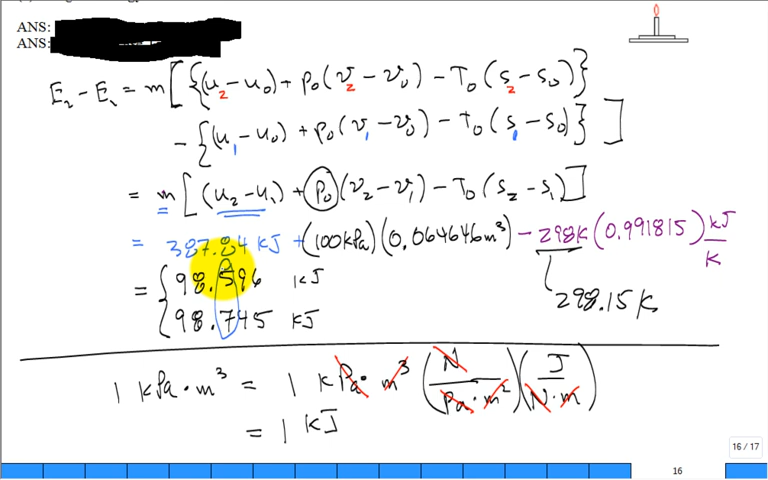 ANS:
ANS:
E₂ − E₁ = m[{(u₂ − u₀) + p₀(v₂ − v₀) − T₀(s₂ − s₀)}
− {(u₁ − u₀) + p₀(v₁ − v₀) − T₀(s₁ − s₀)}]
= m[(u₂ − u₁) + p₀(v₂ − v₁) − T₀(s₂ − s₁)]
= 387.84 kJ + (100kPa)(0.064646m³) − 298K(0.991815) kJ/K
= { 98.596 kJ
298.15 K
98.745 kJ
1 kPa·m³ = 1 kPa·m³ (N/Pa·m²)(J/N·m)
= 1 kJ
16 / 17
16